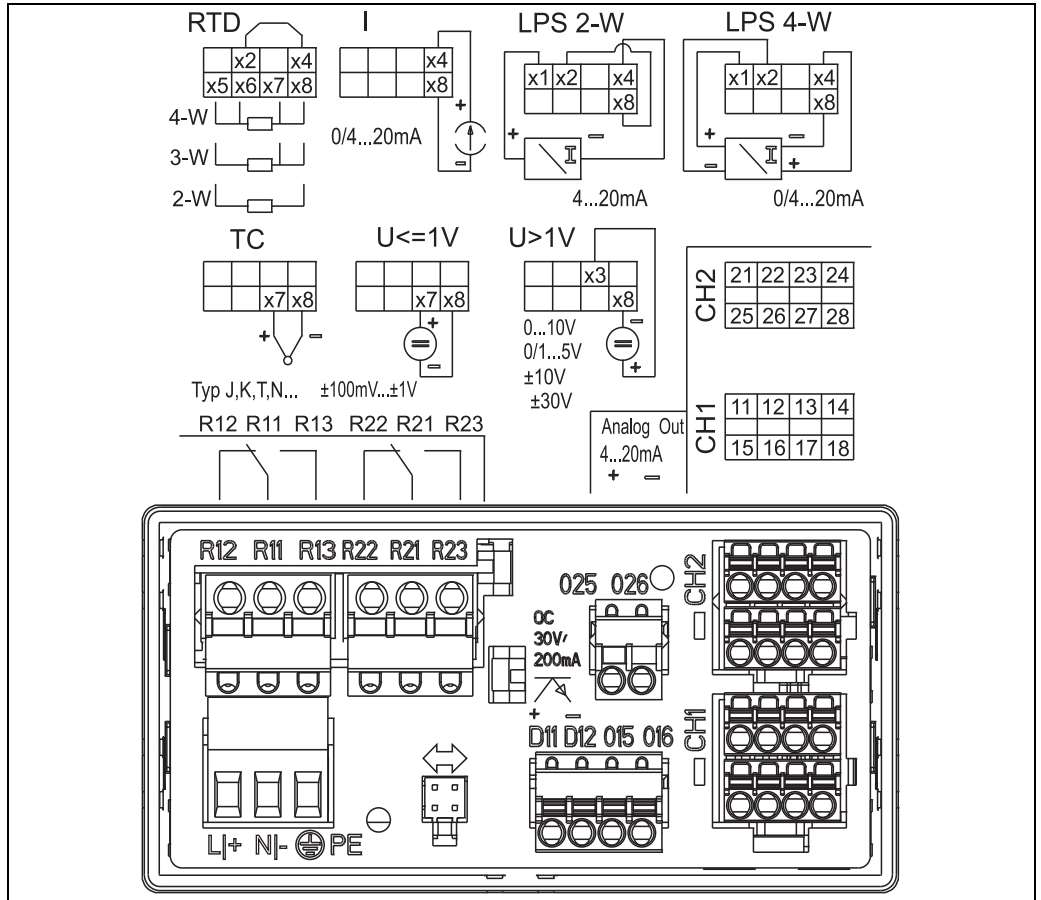 RTD
I
LPS 2-W
LPS 4-W
x2 x4
x5 x6 x7 x8
4-W
3-W
2-W
x4
x8
+
-
0/4...20mA
x1 x2 x4
x8
+ -
I
4...20mA
x1 x2 x4
x8
+ -
- +
I
0/4...20mA
TC
U<=1V
U>1V
x7 x8
+ -
Typ J,K,T,N...
x7 x8
+
=
-
±100mV...±1V
x3
x8
-
=
+
0...10V
0/1...5V
±10V
±30V
CH2
21 22 23 24
25 26 27 28
CH1
11 12 13 14
15 16 17 18
R12 R11 R13 R22 R21 R23
Analog Out
4...20mA
+ -
R12 R11 R13 R22 R21 R23
O25 O26
OC
30V/
200mA
+ -
D11 D12 O15 O16
CH2
CH1
L|+ N|- PE